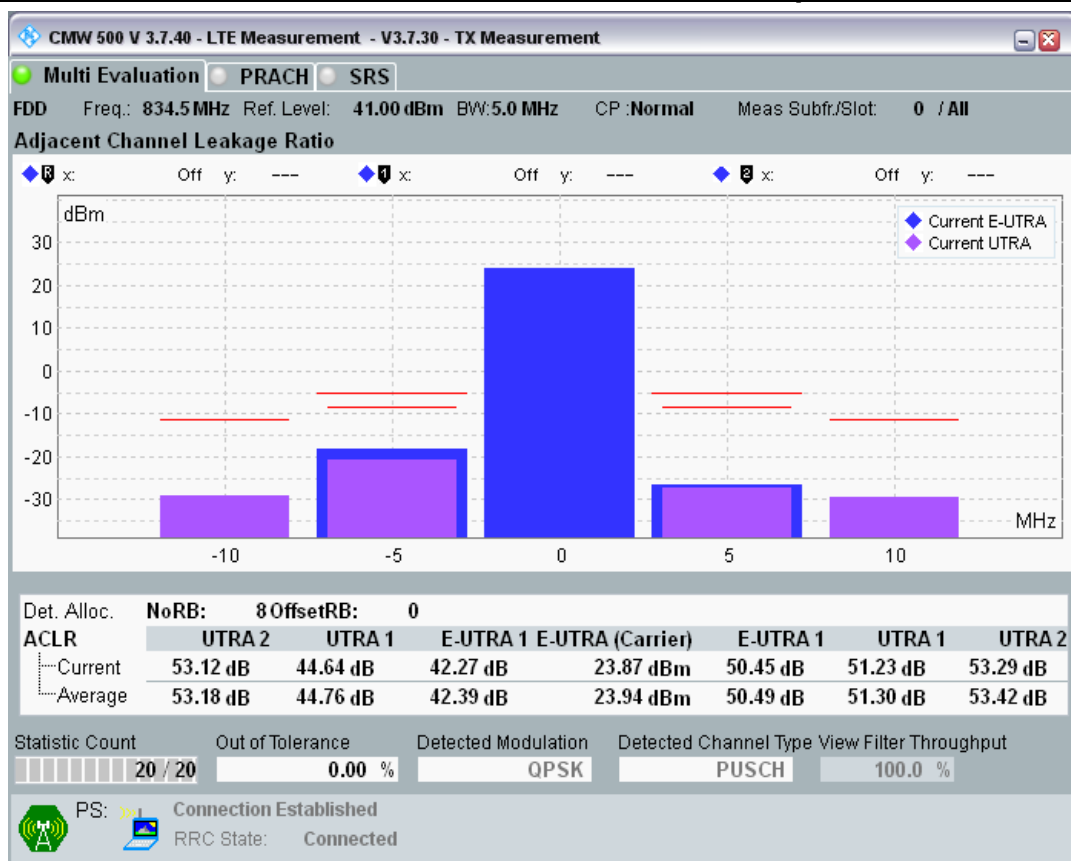 CMW 500 V 3.7.40 - LTE Measurement - V3.7.30 - TX Measurement
Multi Evaluation PRACH SRS
FDD Freq.: 834.5 MHz Ref. Level: 41.00 dBm BW:5.0 MHz CP :Normal Meas Subfr./Slot: 0 / All
Adjacent Channel Leakage Ratio
R x: Off y: --- 1 x: Off y: --- 2 x: Off y: ---
dBm
Current E-UTRA
Current UTRA
30
20
10
0
-10
-20
-30
MHz
-10 -5 0 5 10
Det. Alloc. NoRB: 8 OffsetRB: 0
ACLR UTRA 2 UTRA 1 E-UTRA 1 E-UTRA (Carrier) E-UTRA 1 UTRA 1 UTRA 2
Current 53.12 dB 44.64 dB 42.27 dB 23.87 dBm 50.45 dB 51.23 dB 53.29 dB
Average 53.18 dB 44.76 dB 42.39 dB 23.94 dBm 50.49 dB 51.30 dB 53.42 dB
Statistic Count Out of Tolerance Detected Modulation Detected Channel Type View Filter Throughput
20 / 20 0.00 % QPSK PUSCH 100.0 %
PS: Connection Established
RRC State: Connected